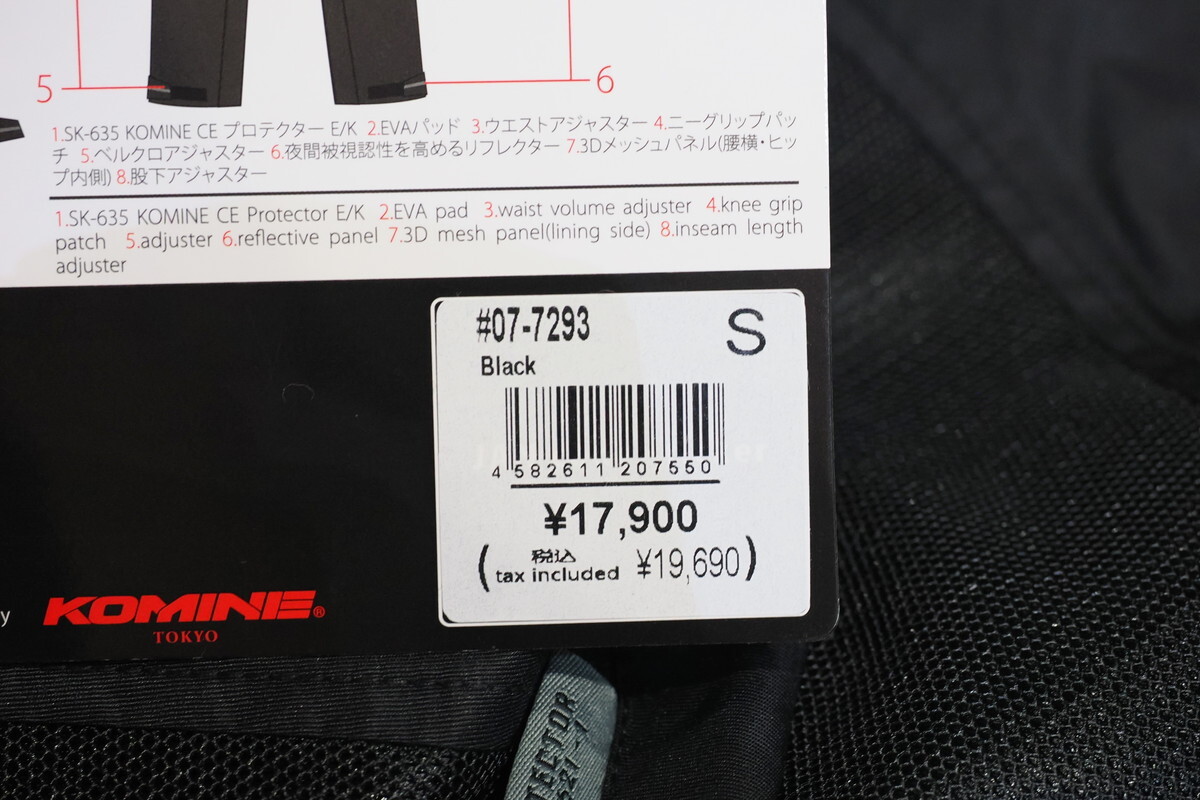 5
6
1.SK-635 KOMINE CE プロテクター E/K 2.EVAパッド 3.ウエストアジャスター 4.ニーグリップパッ
チ 5.ベルクロアジャスター 6.夜間被視認性を高めるリフレクター 7.3Dメッシュパネル(腰横・ヒッ
プ内側) 8.股下アジャスター
1.SK-635 KOMINE CE Protector E/K 2.EVA pad 3.waist volume adjuster 4.knee grip
patch 5.adjuster 6.reflective panel 7.3D mesh panel(lining side) 8.inseam length
adjuster
#07-7293 S
Black
4 582611 207550
¥17,900
(税込
tax included ¥19,690)
y KOMINE®
TOKYO